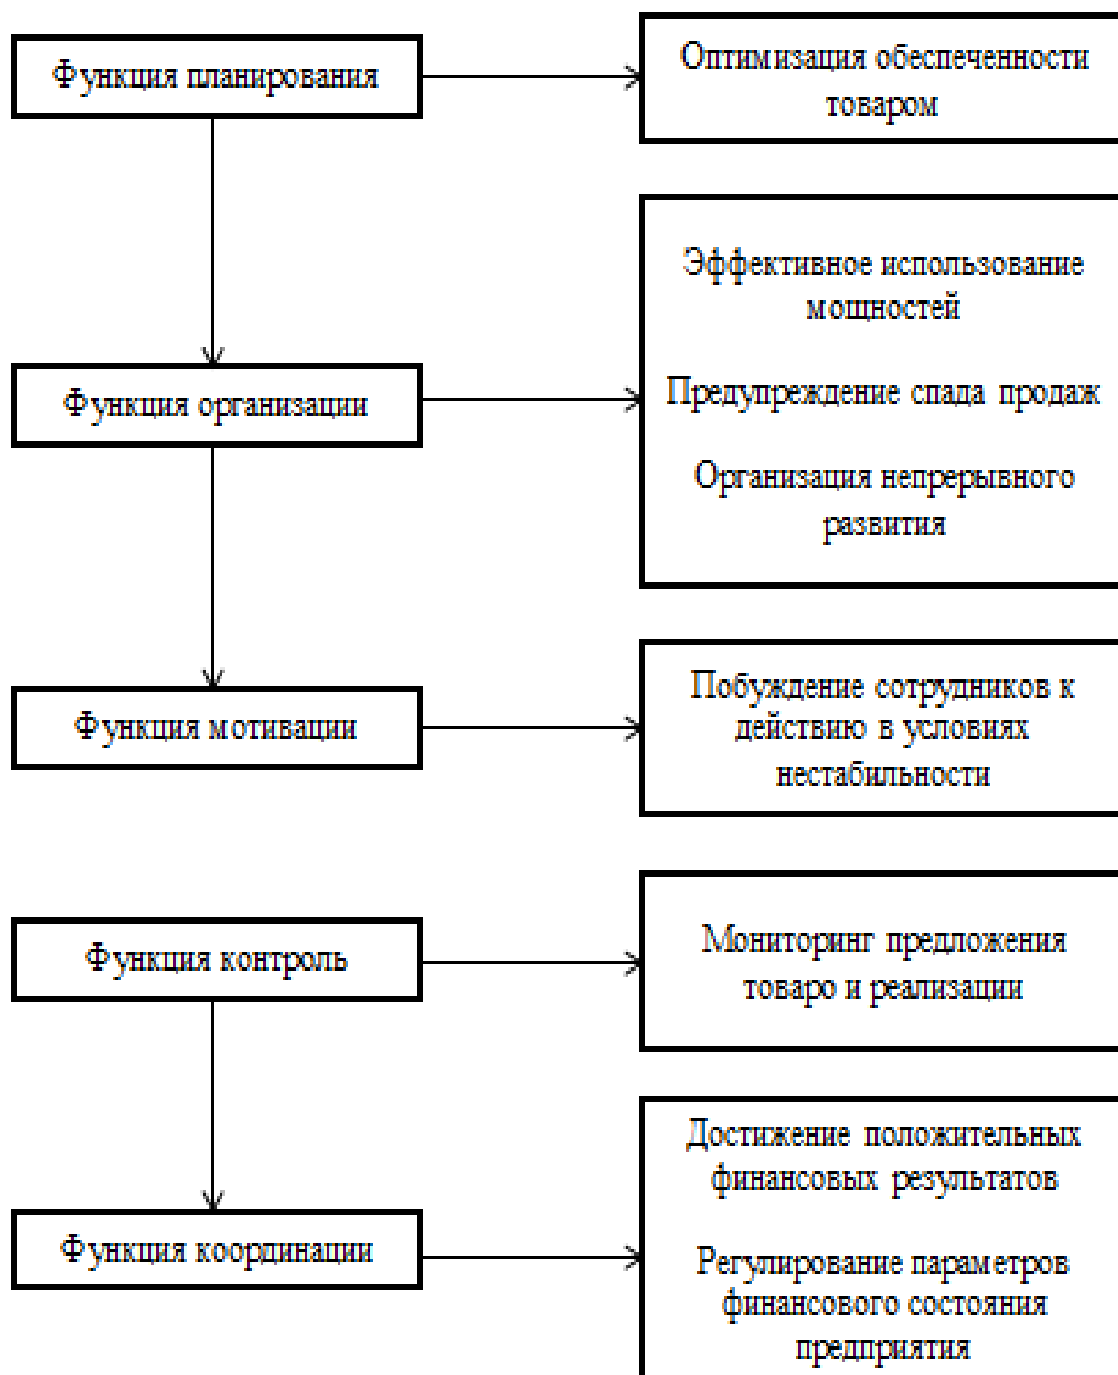 Функция планирования
Оптимизация обеспеченности
товаром
Эффективное использование
мощностей
Функция организации
Предупреждение спада продаж
Организация непрерывного
развития
Функция мотивации
Побуждение сотрудников к
действию в условиях
нестабильности
Функция контроль
Мониторинг предложения
товаро и реализации
Функция координации
Достижение положительных
финансовых результатов
Регулирование параметров
финансового состояния
предприятия